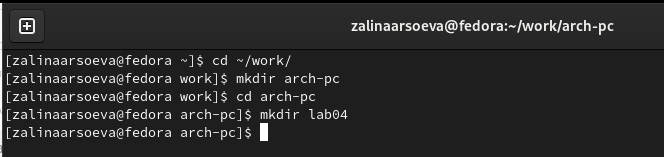 zalinaarsoeva@fedora:~/work/arch-pc
[zalinaarsoeva@fedora ~]$ cd ~/work/
[zalinaarsoeva@fedora work]$ mkdir arch-pc
[zalinaarsoeva@fedora work]$ cd arch-pc
[zalinaarsoeva@fedora arch-pc]$ mkdir lab04
[zalinaarsoeva@fedora arch-pc]$